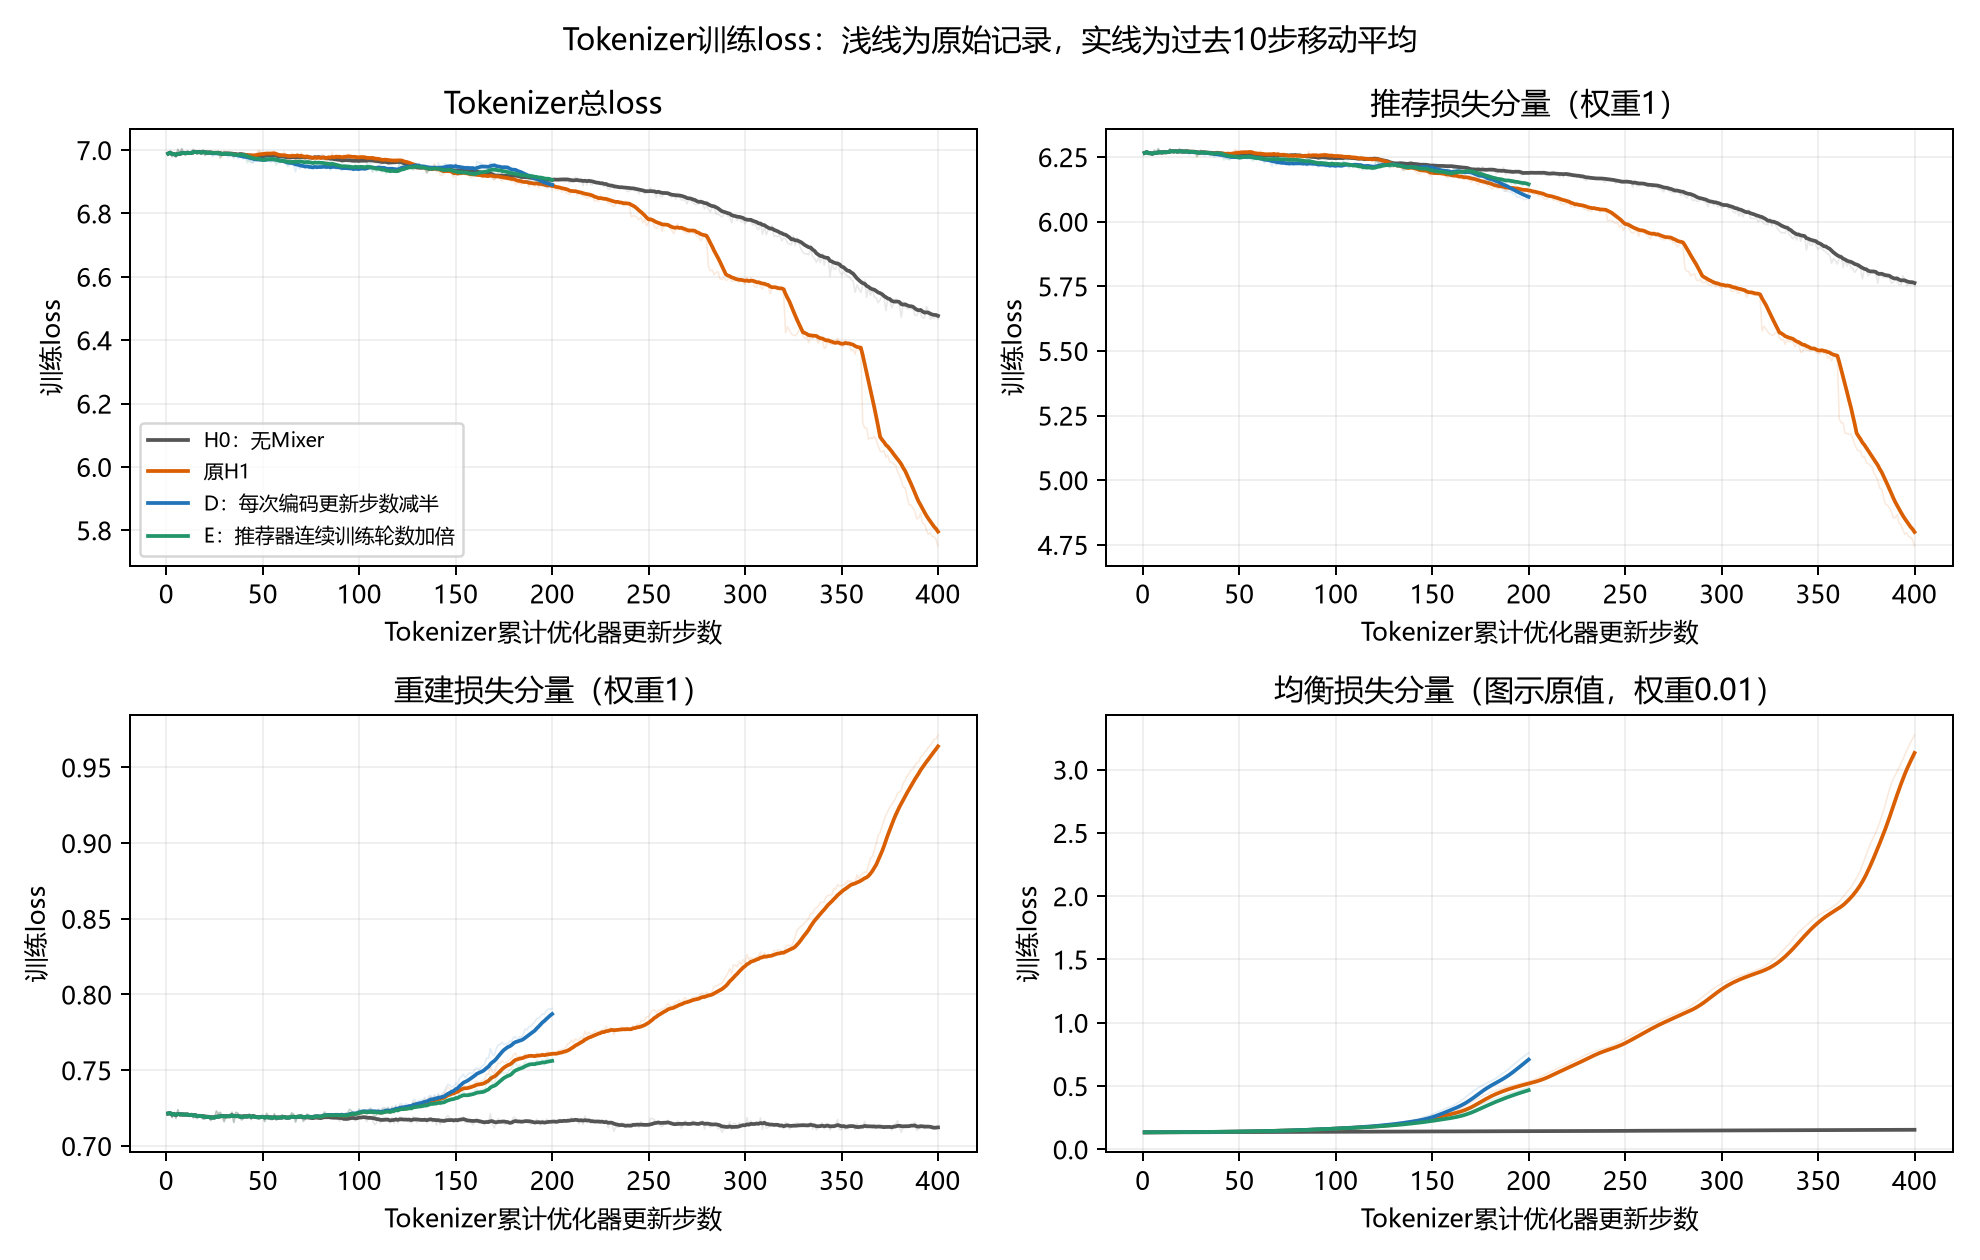 Tokenizer训练loss：浅线为原始记录，实线为过去10步移动平均
Tokenizer总loss
训练loss
7.0
6.8
6.6
6.4
6.2
6.0
5.8
H0：无Mixer
原H1
D：每次编码更新步数减半
E：推荐器连续训练轮数加倍
0 50 100 150 200 250 300 350 400
Tokenizer累计优化器更新步数
推荐损失分量（权重1）
训练loss
6.25
6.00
5.75
5.50
5.25
5.00
4.75
0 50 100 150 200 250 300 350 400
Tokenizer累计优化器更新步数
重建损失分量（权重1）
训练loss
0.95
0.90
0.85
0.80
0.75
0.70
0 50 100 150 200 250 300 350 400
Tokenizer累计优化器更新步数
均衡损失分量（图示原值，权重0.01）
训练loss
3.0
2.5
2.0
1.5
1.0
0.5
0.0
0 50 100 150 200 250 300 350 400
Tokenizer累计优化器更新步数